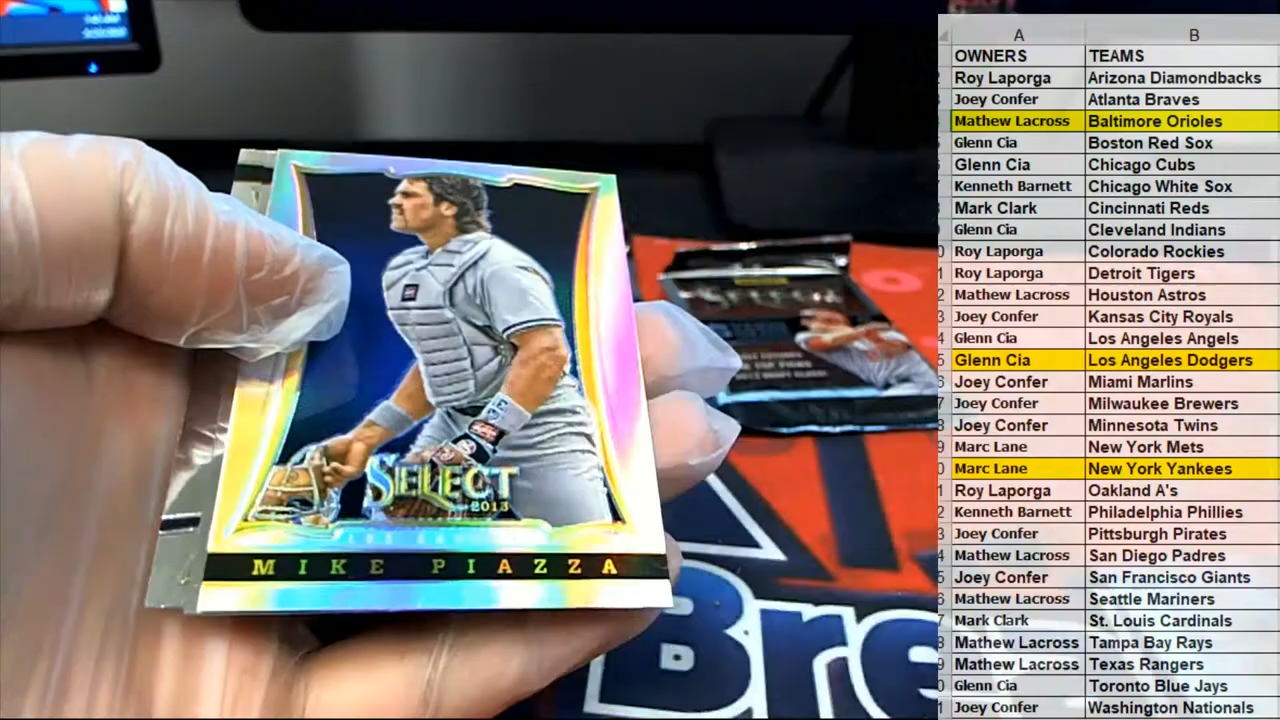 SELECT
2013
MIKE PIAZZA
SELECT
Bre
A B
OWNERS TEAMS
Roy Laporga Arizona Diamondbacks
Joey Confer Atlanta Braves
Mathew Lacross Baltimore Orioles
Glenn Cia Boston Red Sox
Glenn Cia Chicago Cubs
Kenneth Barnett Chicago White Sox
Mark Clark Cincinnati Reds
Glenn Cia Cleveland Indians
Roy Laporga Colorado Rockies
Roy Laporga Detroit Tigers
Mathew Lacross Houston Astros
Joey Confer Kansas City Royals
Glenn Cia Los Angeles Angels
Glenn Cia Los Angeles Dodgers
Joey Confer Miami Marlins
Joey Confer Milwaukee Brewers
Joey Confer Minnesota Twins
Marc Lane New York Mets
Marc Lane New York Yankees
Roy Laporga Oakland A's
Kenneth Barnett Philadelphia Phillies
Joey Confer Pittsburgh Pirates
Mathew Lacross San Diego Padres
Joey Confer San Francisco Giants
Mathew Lacross Seattle Mariners
Mark Clark St. Louis Cardinals
Mathew Lacross Tampa Bay Rays
Mathew Lacross Texas Rangers
Glenn Cia Toronto Blue Jays
Joey Confer Washington Nationals